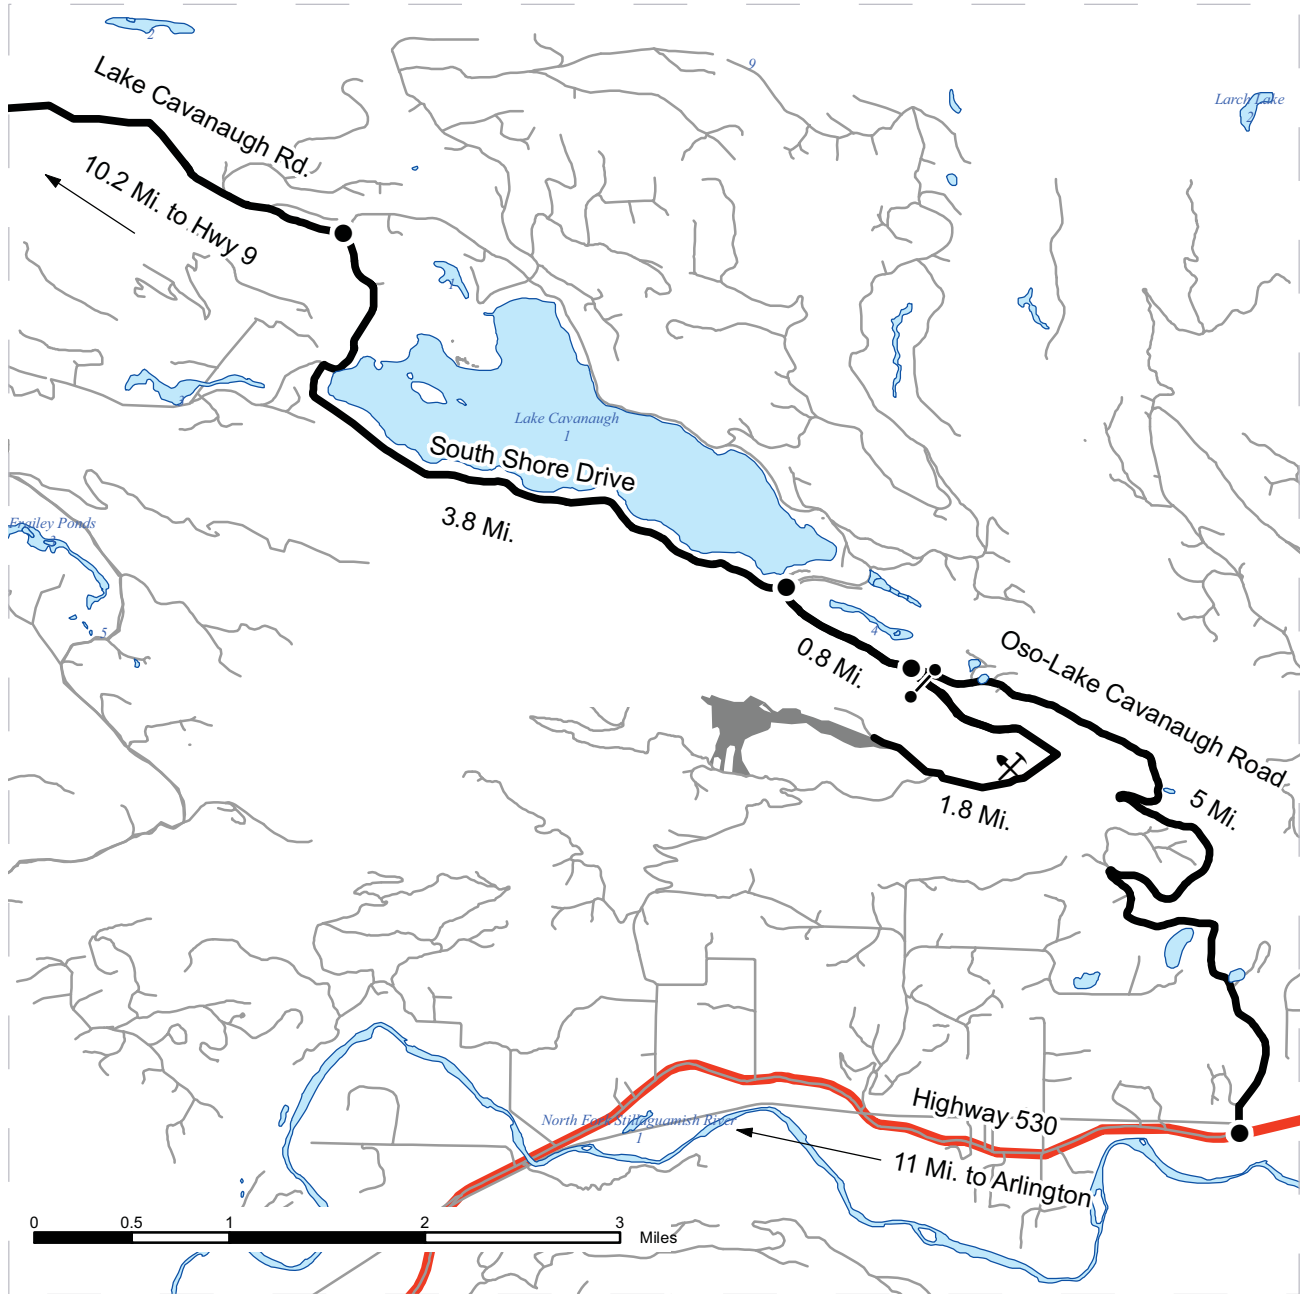 2
9
Lake Cavanaugh Rd.
Larch Lake
2
10.2 Mi. to Hwy 9
1
3
Lake Cavanaugh
1
South Shore Drive
3.8 Mi.
Frailey Ponds
5
4
0.8 Mi.
Oso-Lake Cavanaugh Road
5 Mi.
1.8 Mi.
Highway 530
North Fork Stillaguamish River
1
11 Mi. to Arlington
0 0.5 1 2 3
Miles